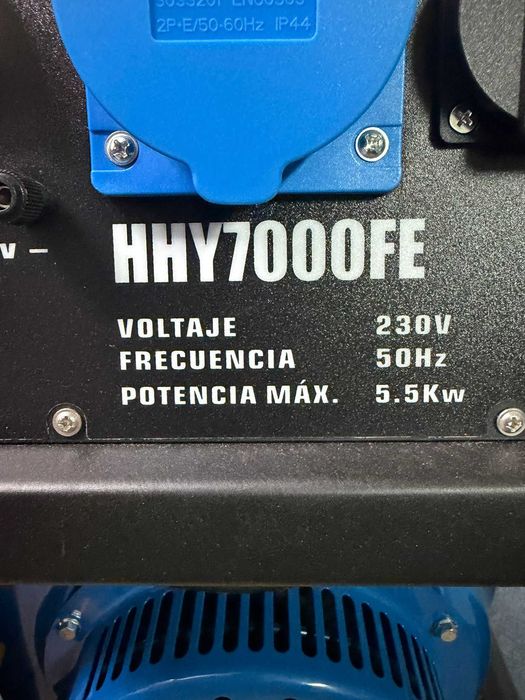 2P+E/50-60Hz IP44
V –
HHY7000FE
VOLTAJE 230V
FRECUENCIA 50Hz
POTENCIA MÁX. 5.5Kw